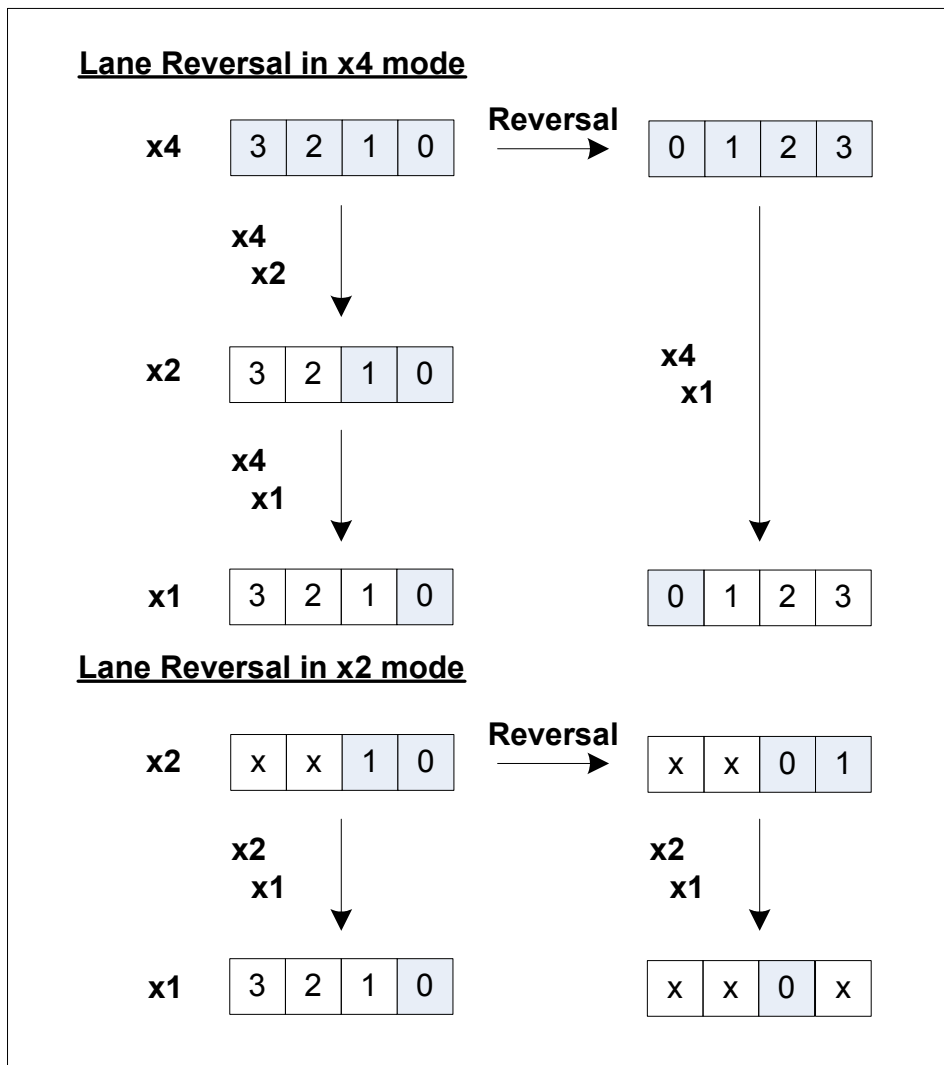 Lane Reversal in x4 mode
x4 3 2 1 0 Reversal 0 1 2 3
x4
x2
x2 3 2 1 0
x4
x1
x4
x1
x1 3 2 1 0 0 1 2 3
Lane Reversal in x2 mode
x2 x x 1 0 Reversal x x 0 1
x2
x1
x2
x1
x1 3 2 1 0 x x 0 x